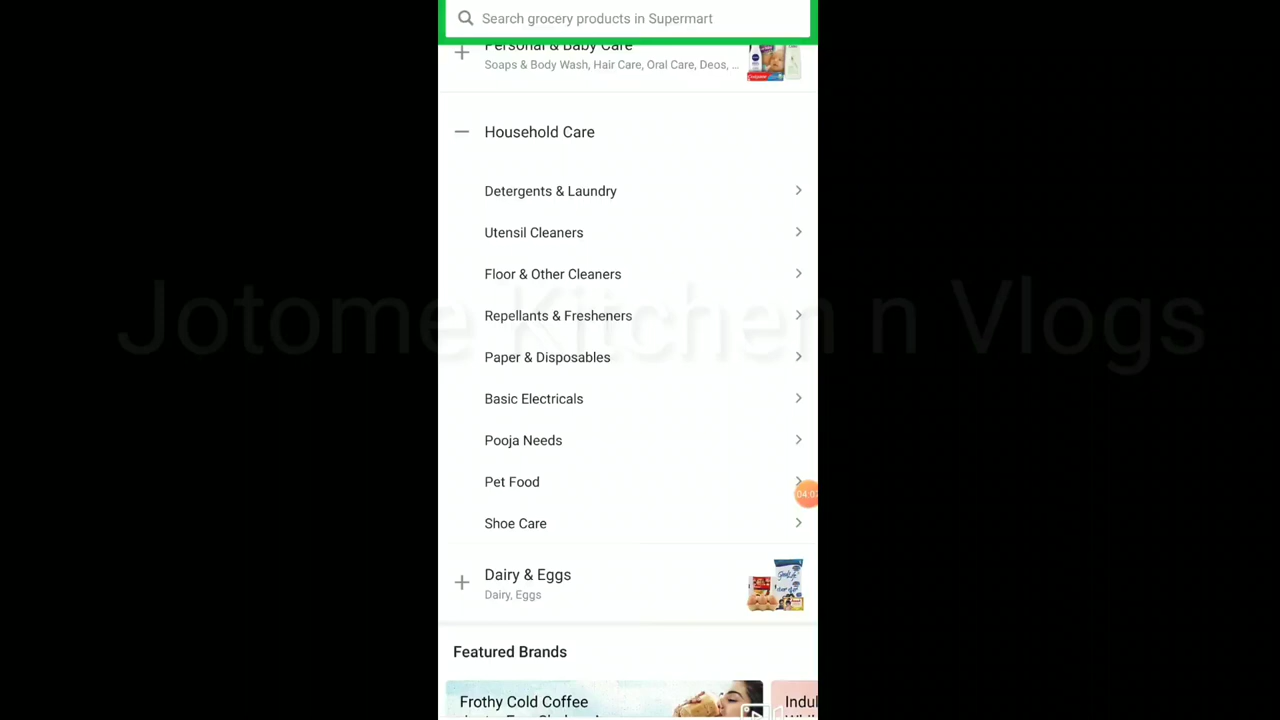 Search grocery products in Supermart
Personal & Baby Care
Soaps & Body Wash, Hair Care, Oral Care, Deos, ...
Household Care
Detergents & Laundry
Utensil Cleaners
Floor & Other Cleaners
Repellants & Fresheners
Paper & Disposables
Basic Electricals
Pooja Needs
Pet Food
Shoe Care
Dairy & Eggs
Dairy, Eggs
Featured Brands
Frothy Cold Coffee
Jotome Kitchen n Vlogs